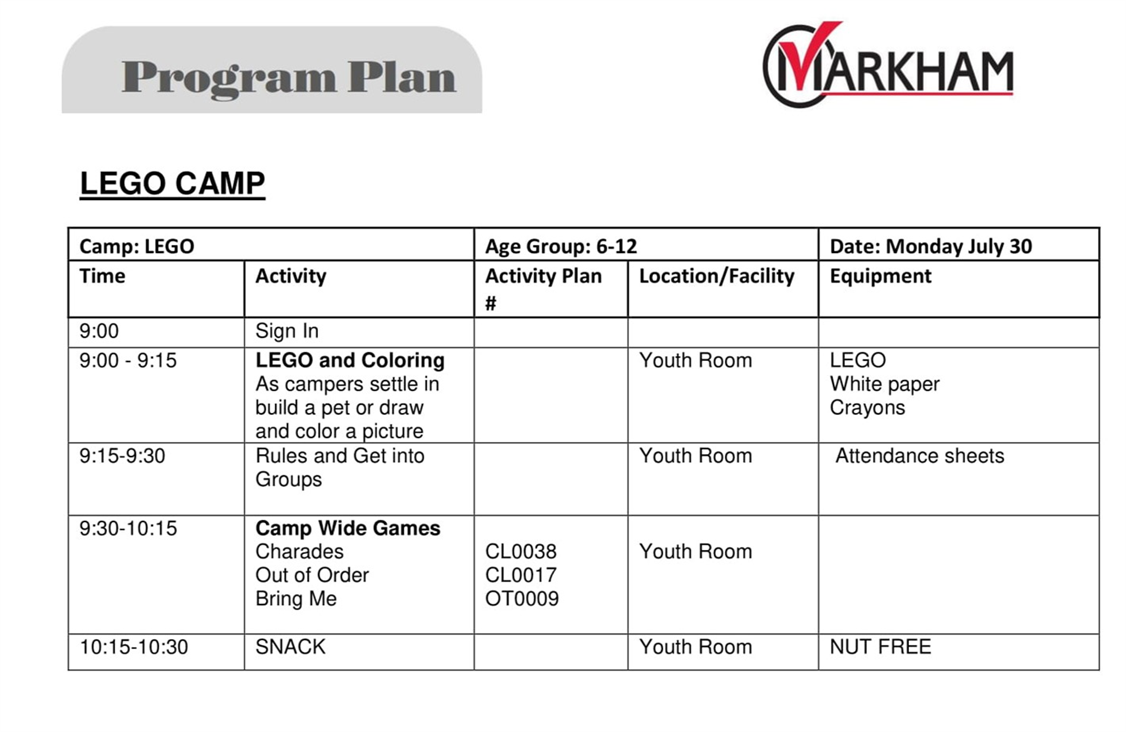 Program Plan
MARKHAM
LEGO CAMP
Camp: LEGO Age Group: 6-12 Date: Monday July 30
Time Activity Activity Plan # Location/Facility Equipment
9:00 Sign In
9:00 - 9:15 LEGO and Coloring Youth Room LEGO
As campers settle in White paper
build a pet or draw Crayons
and color a picture
9:15-9:30 Rules and Get into Youth Room Attendance sheets
Groups
9:30-10:15 Camp Wide Games
Charades CL0038 Youth Room
Out of Order CL0017
Bring Me OT0009
10:15-10:30 SNACK Youth Room NUT FREE